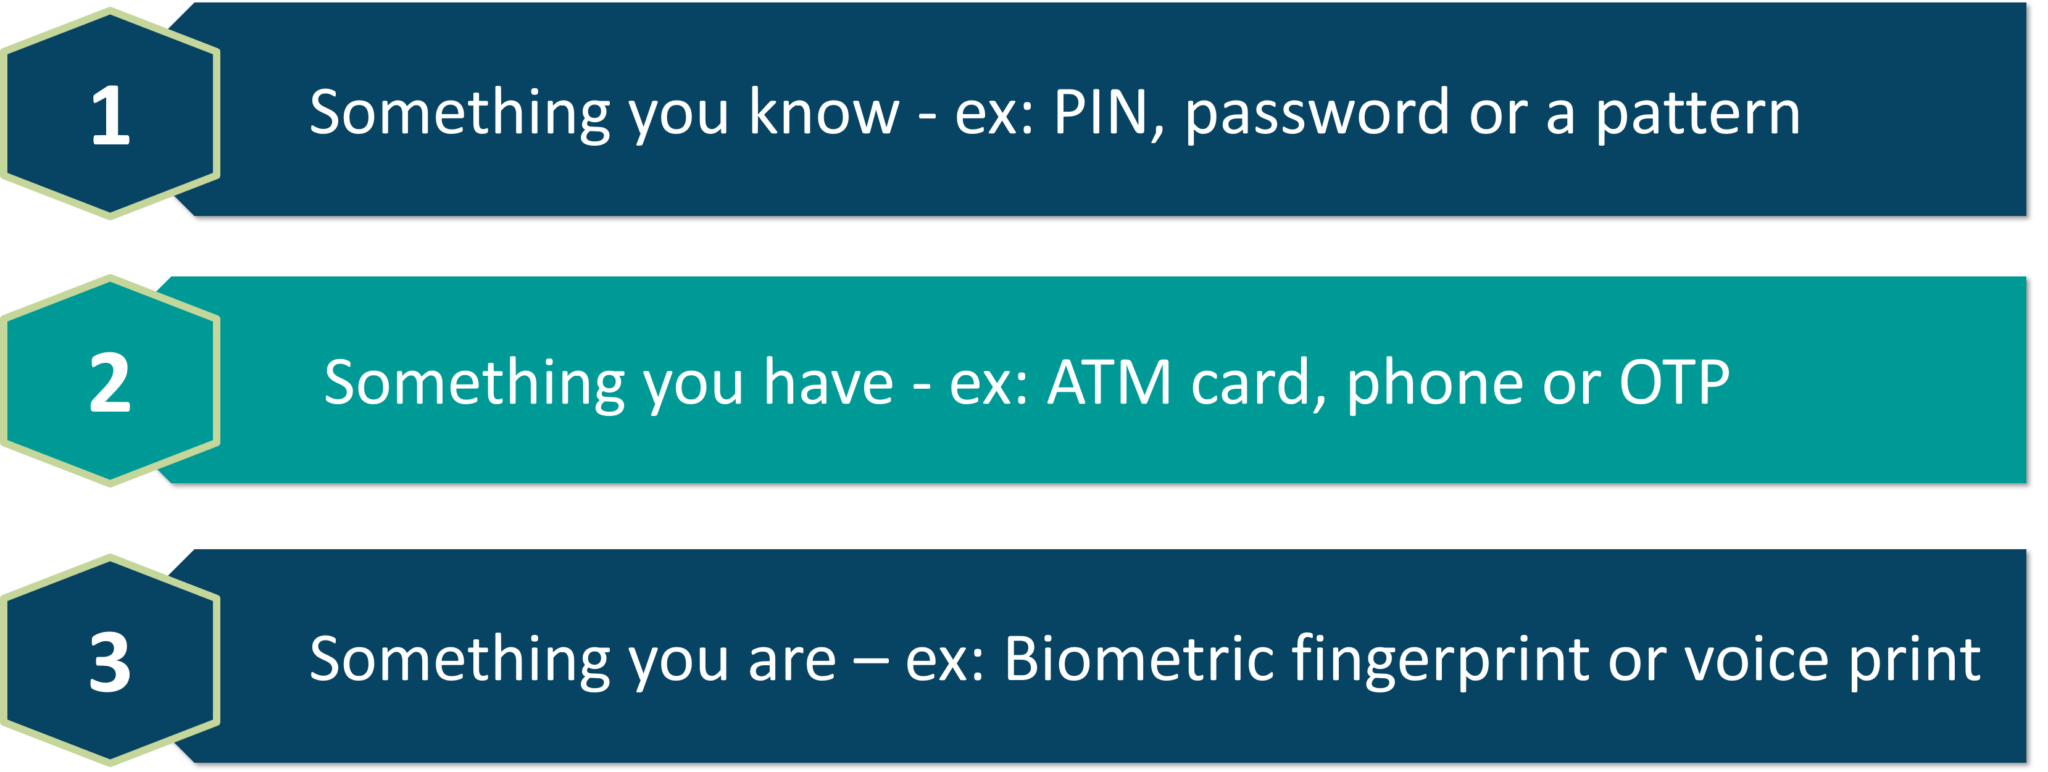 1
Something you know - ex: PIN, password or a pattern
2
Something you have - ex: ATM card, phone or OTP
3
Something you are – ex: Biometric fingerprint or voice print